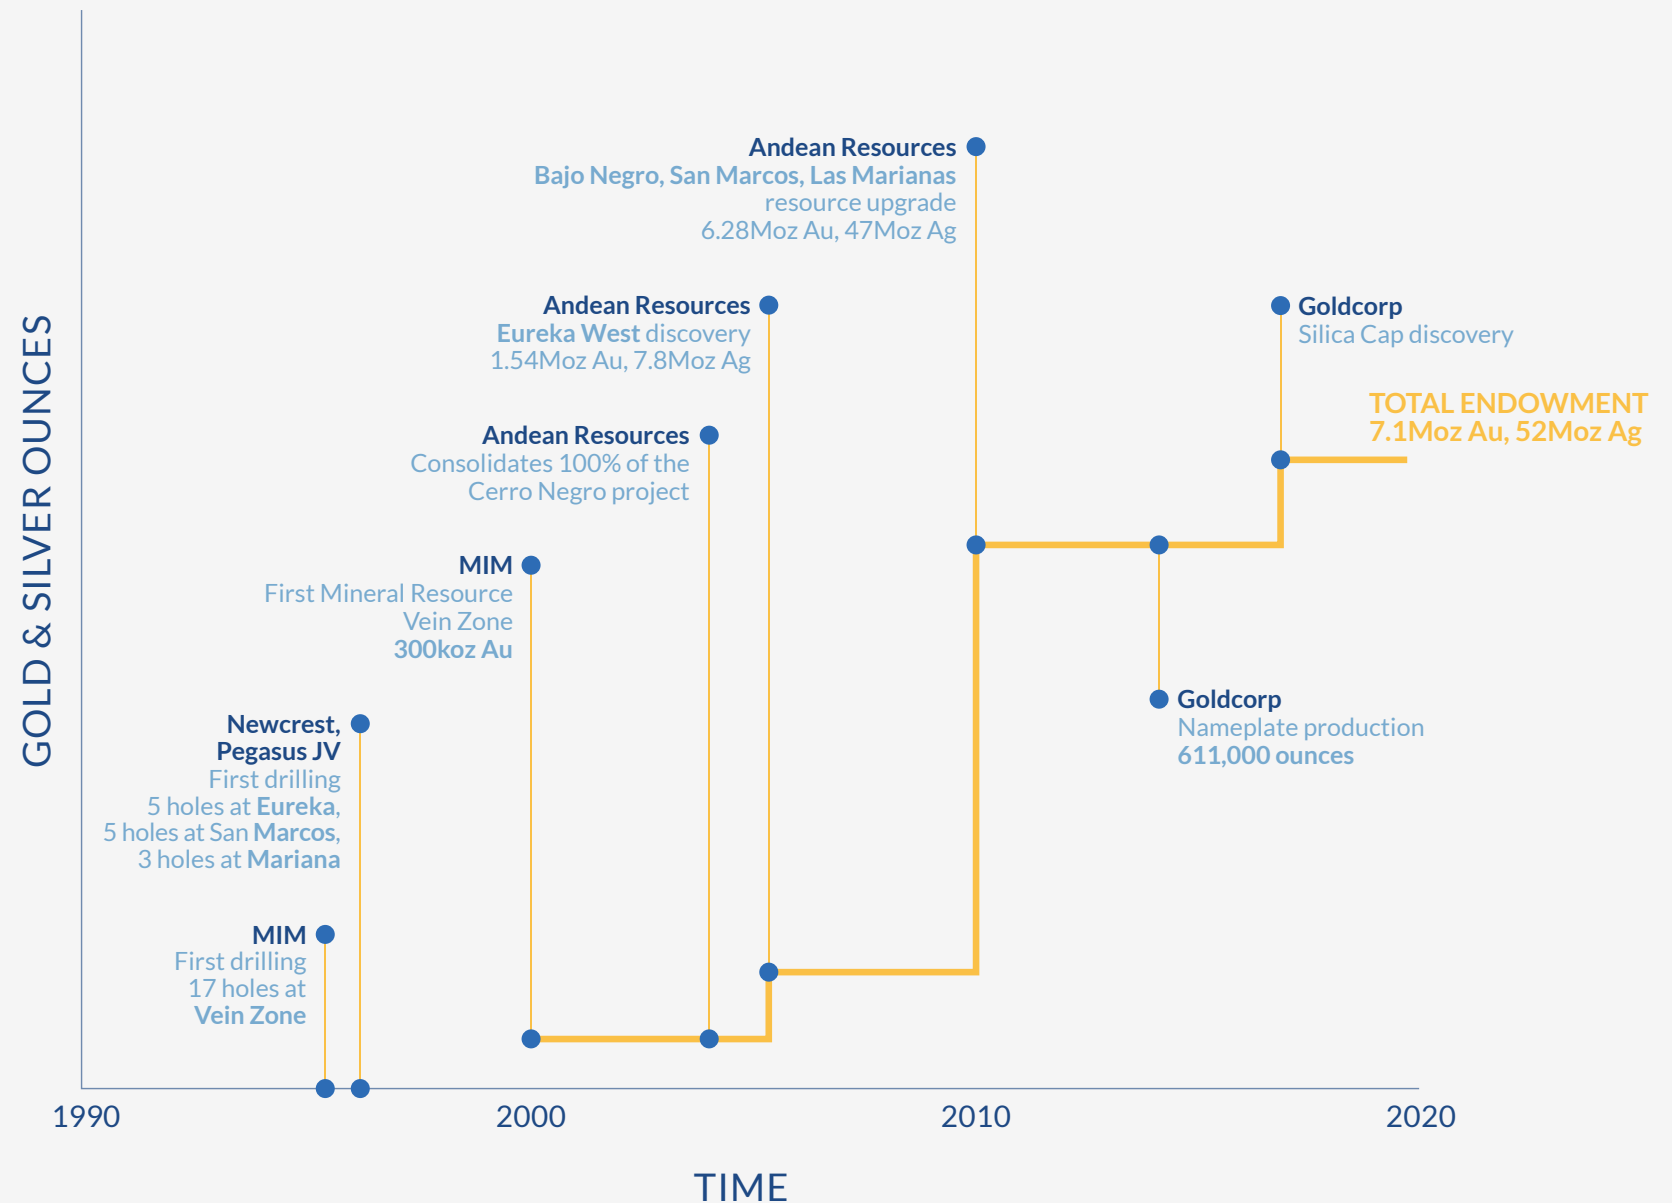 GOLD & SILVER OUNCES
Andean Resources
Bajo Negro, San Marcos, Las Marianas
resource upgrade
6.28Moz Au, 47Moz Ag
Andean Resources
Eureka West discovery
1.54Moz Au, 7.8Moz Ag
Goldcorp
Silica Cap discovery
TOTAL ENDOWMENT
7.1Moz Au, 52Moz Ag
Andean Resources
Consolidates 100% of the
Cerro Negro project
MIM
First Mineral Resource
Vein Zone
300koz Au
Goldcorp
Nameplate production
611,000 ounces
Newcrest,
Pegasus JV
First drilling
5 holes at Eureka,
5 holes at San Marcos,
3 holes at Mariana
MIM
First drilling
17 holes at
Vein Zone
1990 2000 2010 2020
TIME